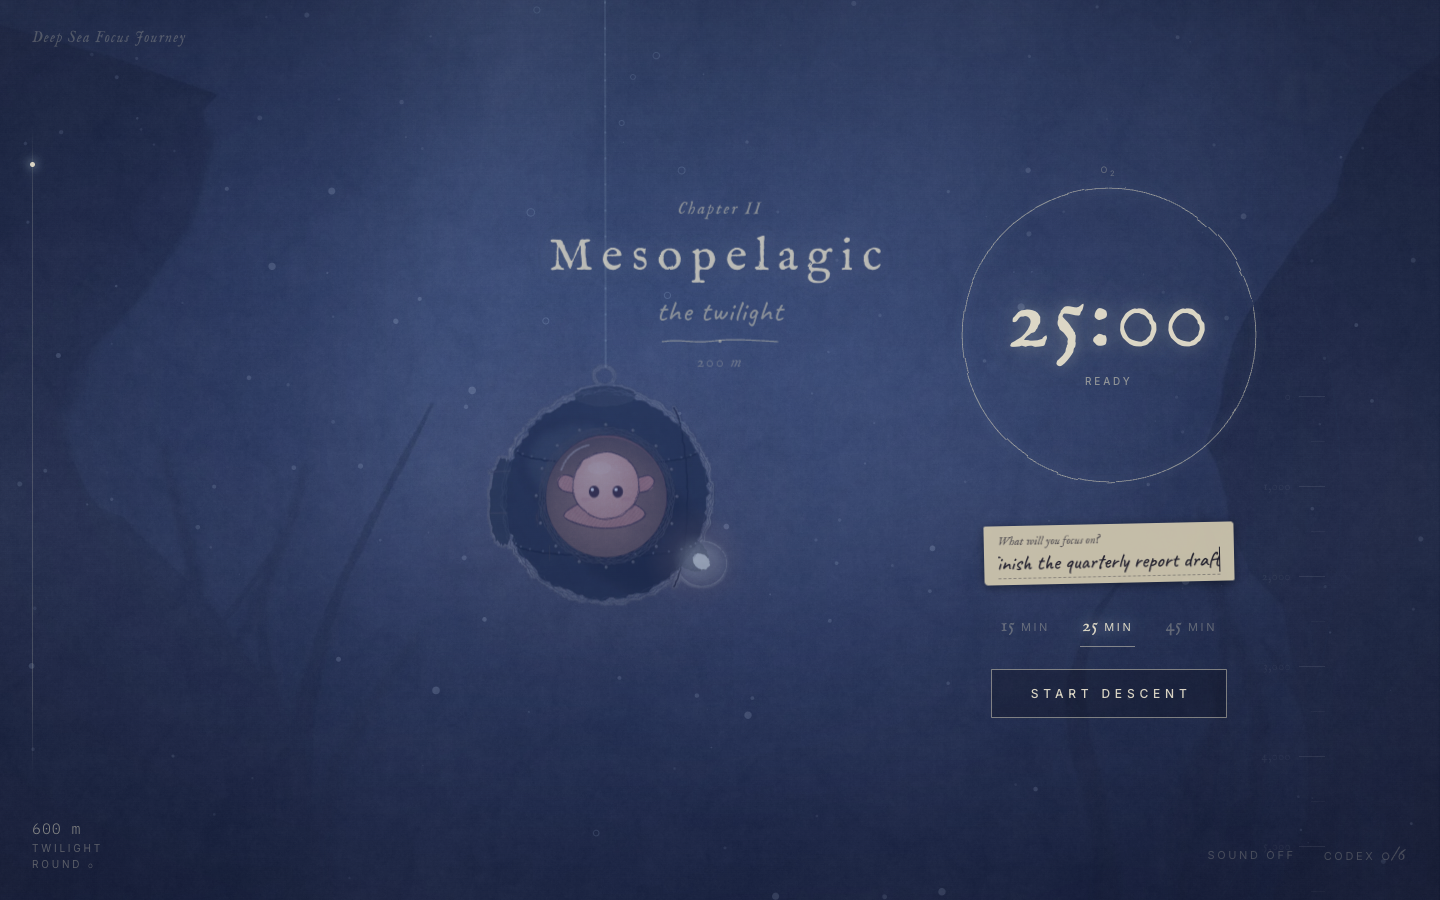 Deep Sea Focus Journey
Chapter II
Mesopelagic
the twilight
200 m
O₂
25:00
READY
What will you focus on?
inish the quarterly report draft
15 MIN
25 MIN
45 MIN
START DESCENT
600 m
TWILIGHT
ROUND 0
SOUND OFF
CODEX 0/6